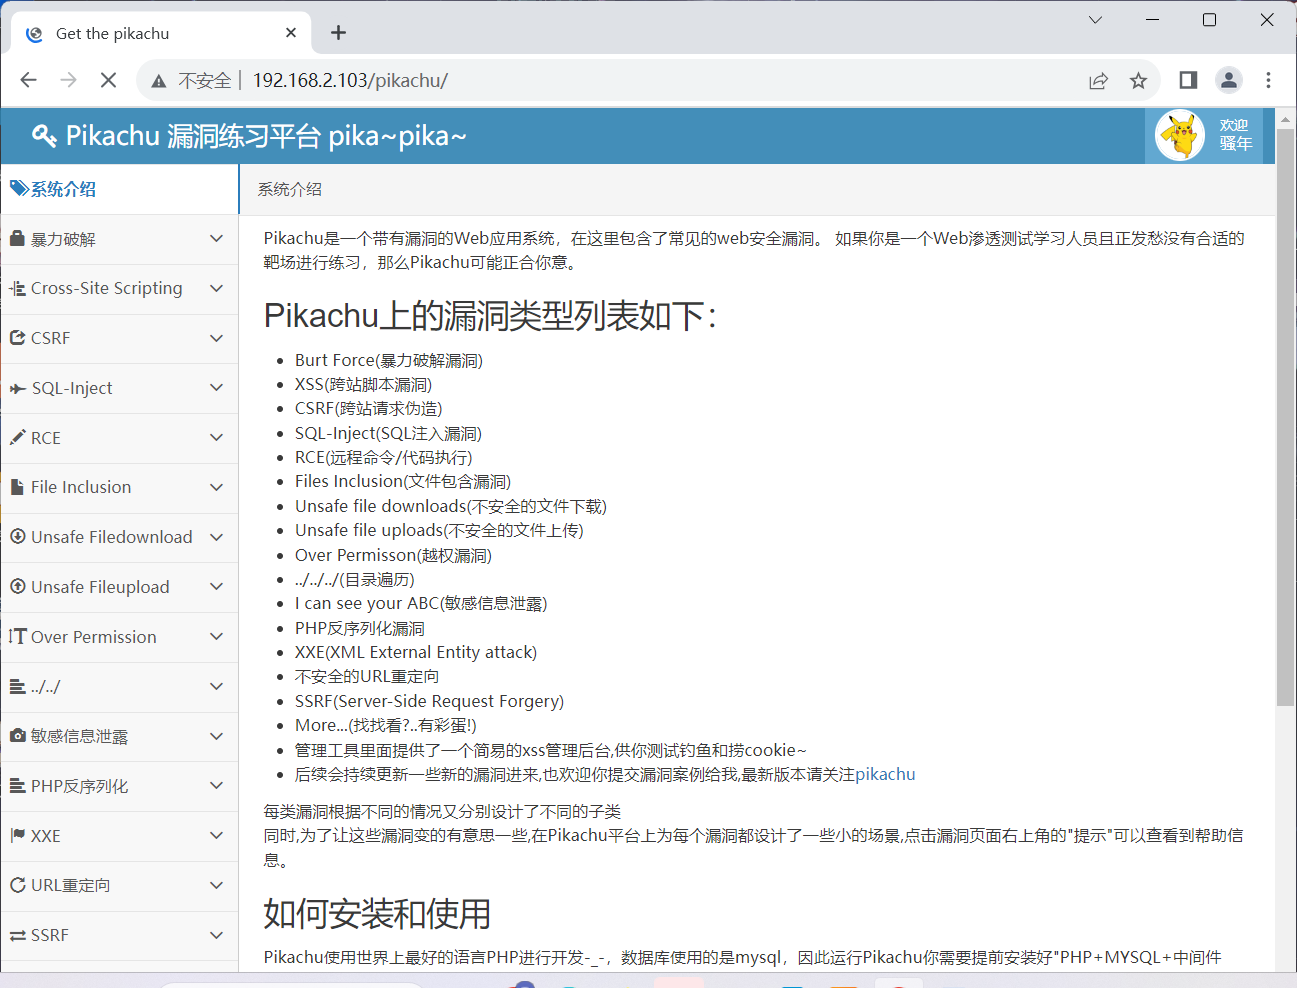 Get the pikachu
不安全 192.168.2.103/pikachu/
Pikachu 漏洞练习平台 pika~pika~
欢迎
骚年
系统介绍
暴力破解
Cross-Site Scripting
CSRF
SQL-Inject
RCE
File Inclusion
Unsafe Filedownload
Unsafe Fileupload
Over Permission
../../
敏感信息泄露
PHP反序列化
XXE
URL重定向
SSRF
系统介绍
Pikachu是一个带有漏洞的Web应用系统，在这里包含了常见的web安全漏洞。 如果你是一个Web渗透测试学习人员且正发愁没有合适的
靶场进行练习，那么Pikachu可能正合你意。
Pikachu上的漏洞类型列表如下：
Burt Force(暴力破解漏洞)
XSS(跨站脚本漏洞)
CSRF(跨站请求伪造)
SQL-Inject(SQL注入漏洞)
RCE(远程命令/代码执行)
Files Inclusion(文件包含漏洞)
Unsafe file downloads(不安全的文件下载)
Unsafe file uploads(不安全的文件上传)
Over Permisson(越权漏洞)
../../../(目录遍历)
I can see your ABC(敏感信息泄露)
PHP反序列化漏洞
XXE(XML External Entity attack)
不安全的URL重定向
SSRF(Server-Side Request Forgery)
More...(找找看?..有彩蛋!)
管理工具里面提供了一个简易的xss管理后台,供你测试钓鱼和捞cookie~
后续会持续更新一些新的漏洞进来,也欢迎你提交漏洞案例给我,最新版本请关注pikachu
每类漏洞根据不同的情况又分别设计了不同的子类
同时,为了让这些漏洞变的有意思一些,在Pikachu平台上为每个漏洞都设计了一些小的场景,点击漏洞页面右上角的"提示"可以查看到帮助信
息。
如何安装和使用
Pikachu使用世界上最好的语言PHP进行开发-_-，数据库使用的是mysql，因此运行Pikachu你需要提前安装好"PHP+MYSQL+中间件